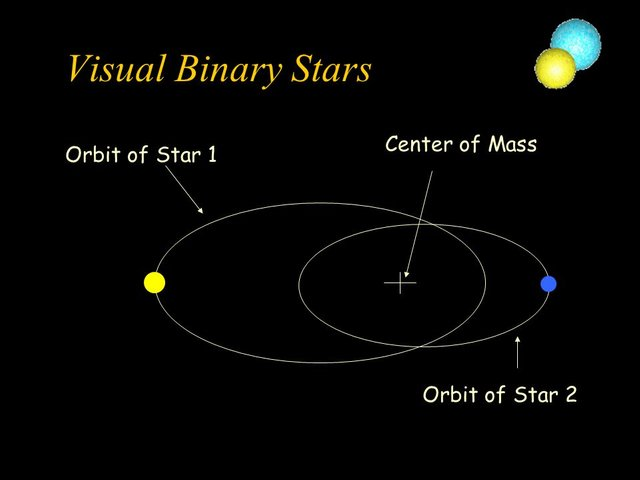 Visual Binary Stars
Orbit of Star 1
Center of Mass
Orbit of Star 2